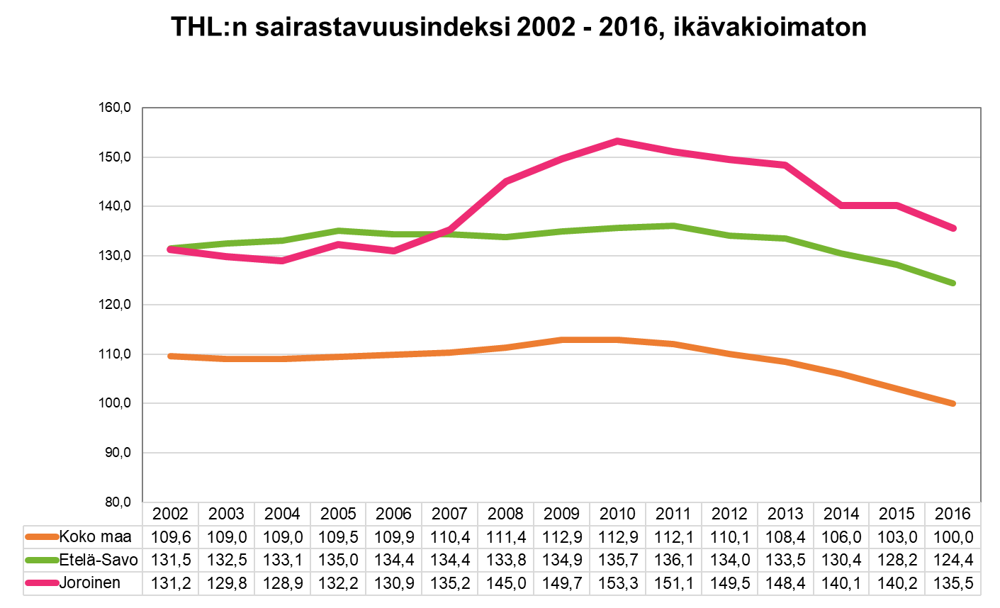 THL:n sairastavuusindeksi 2002 - 2016, ikävakioimaton
160,0
150,0
140,0
130,0
120,0
110,0
100,0
90,0
80,0
2002 2003 2004 2005 2006 2007 2008 2009 2010 2011 2012 2013 2014 2015 2016
Koko maa 109,6 109,0 109,0 109,5 109,9 110,4 111,4 112,9 112,9 112,1 110,1 108,4 106,0 103,0 100,0
Etelä-Savo 131,5 132,5 133,1 135,0 134,4 134,4 133,8 134,9 135,7 136,1 134,0 133,5 130,4 128,2 124,4
Joroinen 131,2 129,8 128,9 132,2 130,9 135,2 145,0 149,7 153,3 151,1 149,5 148,4 140,1 140,2 135,5